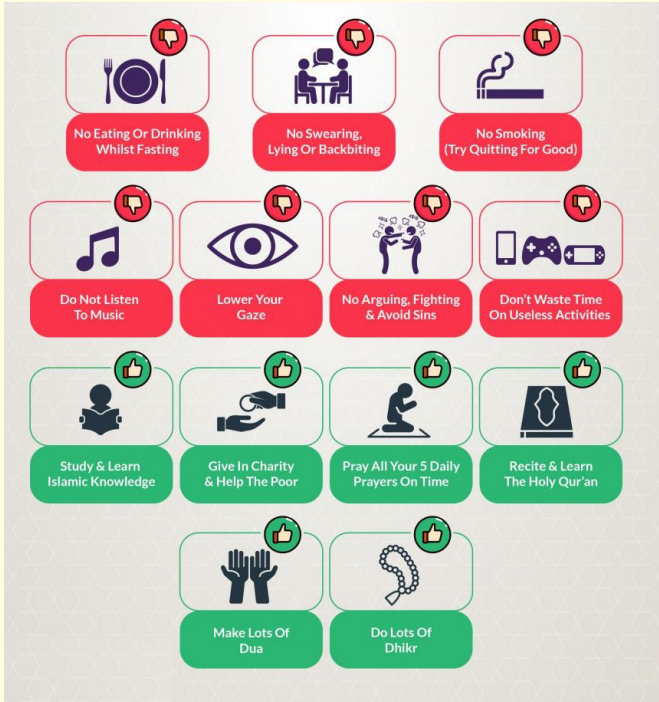 No Eating Or Drinking
Whilst Fasting
No Swearing,
Lying Or Backbiting
No Smoking
(Try Quitting For Good)
Do Not Listen
To Music
Lower Your
Gaze
No Arguing, Fighting
& Avoid Sins
Don't Waste Time
On Useless Activities
Study & Learn
Islamic Knowledge
Give In Charity
& Help The Poor
Pray All Your 5 Daily
Prayers On Time
Recite & Learn
The Holy Qur'an
Make Lots Of
Dua
Do Lots Of
Dhikr